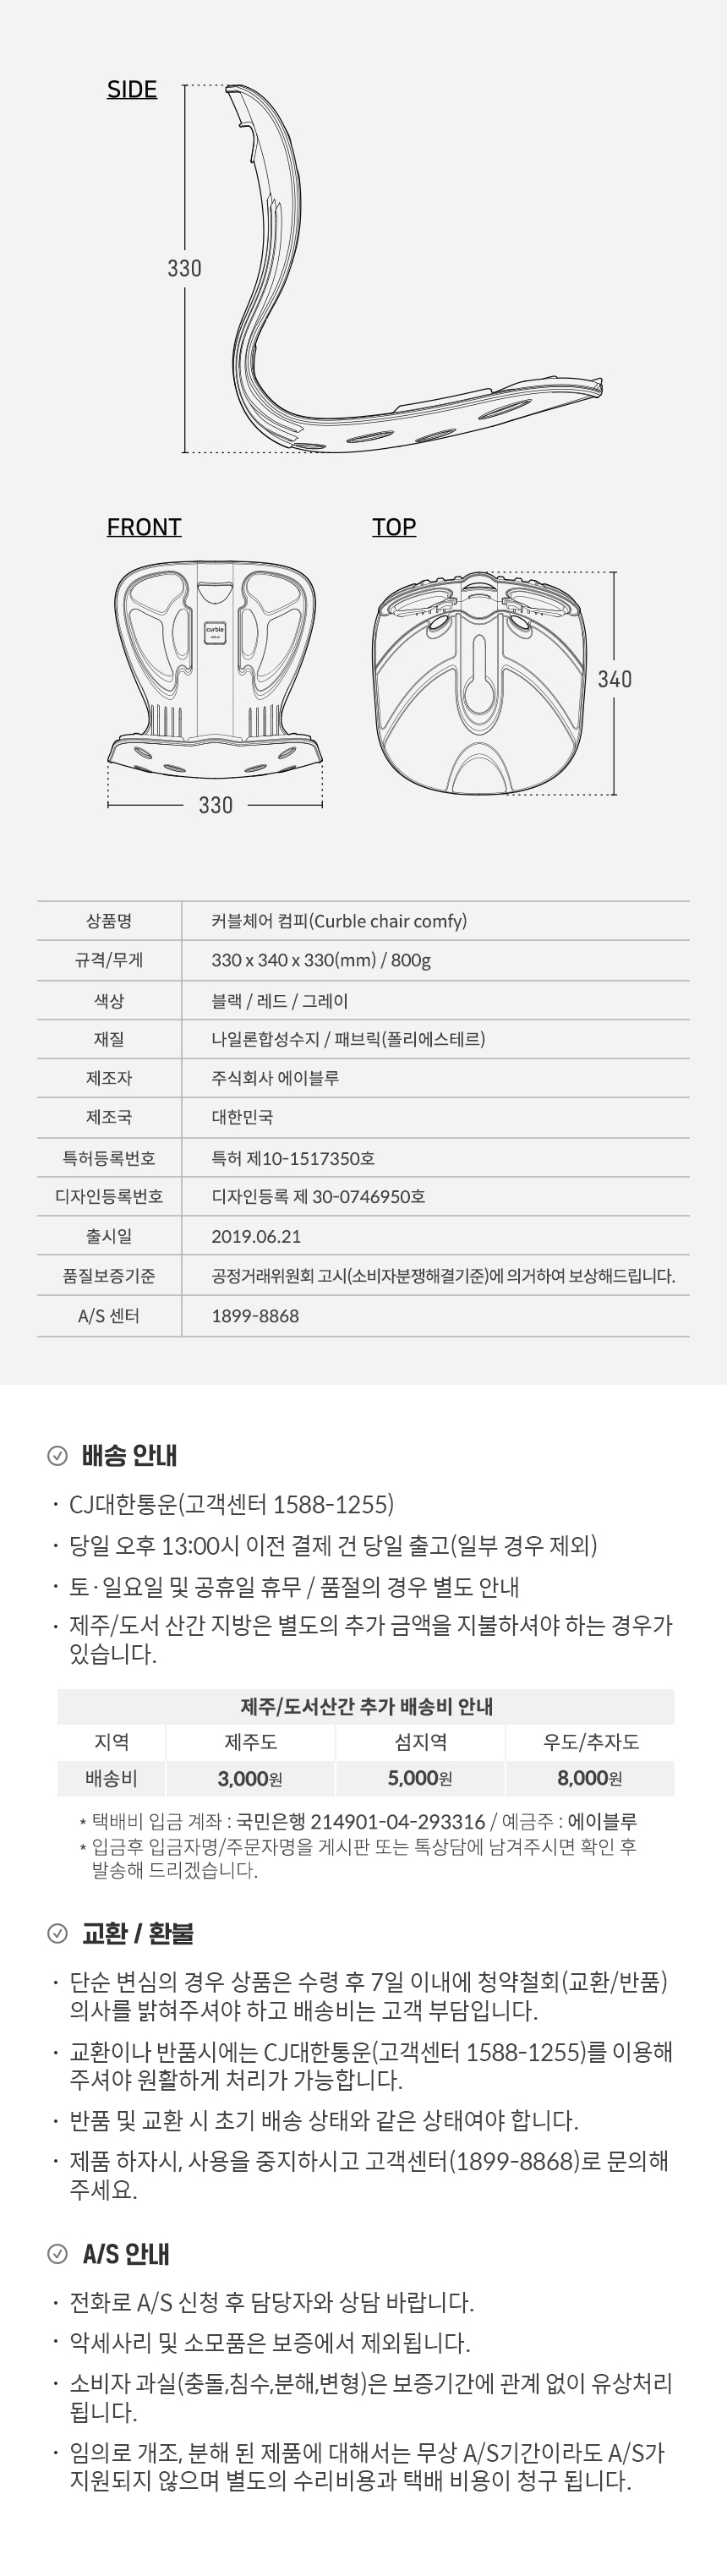 SIDE
330
FRONT
TOP
curble
340
330
상품명 커블체어 컴피(Curble chair comfy)
규격/무게 330 x 340 x 330(mm) / 800g
색상 블랙 / 레드 / 그레이
재질 나일론합성수지 / 패브릭(폴리에스테르)
제조자 주식회사 에이블루
제조국 대한민국
특허등록번호 특허 제10-1517350호
디자인등록번호 디자인등록 제 30-0746950호
출시일 2019.06.21
품질보증기준 공정거래위원회 고시(소비자분쟁해결기준)에 의거하여 보상해드립니다.
A/S 센터 1899-8868
배송 안내
· CJ대한통운(고객센터 1588-1255)
· 당일 오후 13:00시 이전 결제 건 당일 출고(일부 경우 제외)
· 토·일요일 및 공휴일 휴무 / 품절의 경우 별도 안내
· 제주/도서 산간 지방은 별도의 추가 금액을 지불하셔야 하는 경우가
있습니다.
제주/도서산간 추가 배송비 안내
지역 제주도 섬지역 우도/추자도
배송비 3,000원 5,000원 8,000원
* 택배비 입금 계좌 : 국민은행 214901-04-293316 / 예금주 : 에이블루
* 입금후 입금자명/주문자명을 게시판 또는 톡상담에 남겨주시면 확인 후
발송해 드리겠습니다.
교환 / 환불
· 단순 변심의 경우 상품은 수령 후 7일 이내에 청약철회(교환/반품)
의사를 밝혀주셔야 하고 배송비는 고객 부담입니다.
· 교환이나 반품시에는 CJ대한통운(고객센터 1588-1255)를 이용해
주셔야 원활하게 처리가 가능합니다.
· 반품 및 교환 시 초기 배송 상태와 같은 상태여야 합니다.
· 제품 하자시, 사용을 중지하시고 고객센터(1899-8868)로 문의해
주세요.
A/S 안내
· 전화로 A/S 신청 후 담당자와 상담 바랍니다.
· 악세사리 및 소모품은 보증에서 제외됩니다.
· 소비자 과실(충돌,침수,분해,변형)은 보증기간에 관계 없이 유상처리
됩니다.
· 임의로 개조, 분해 된 제품에 대해서는 무상 A/S기간이라도 A/S가
지원되지 않으며 별도의 수리비용과 택배 비용이 청구 됩니다.